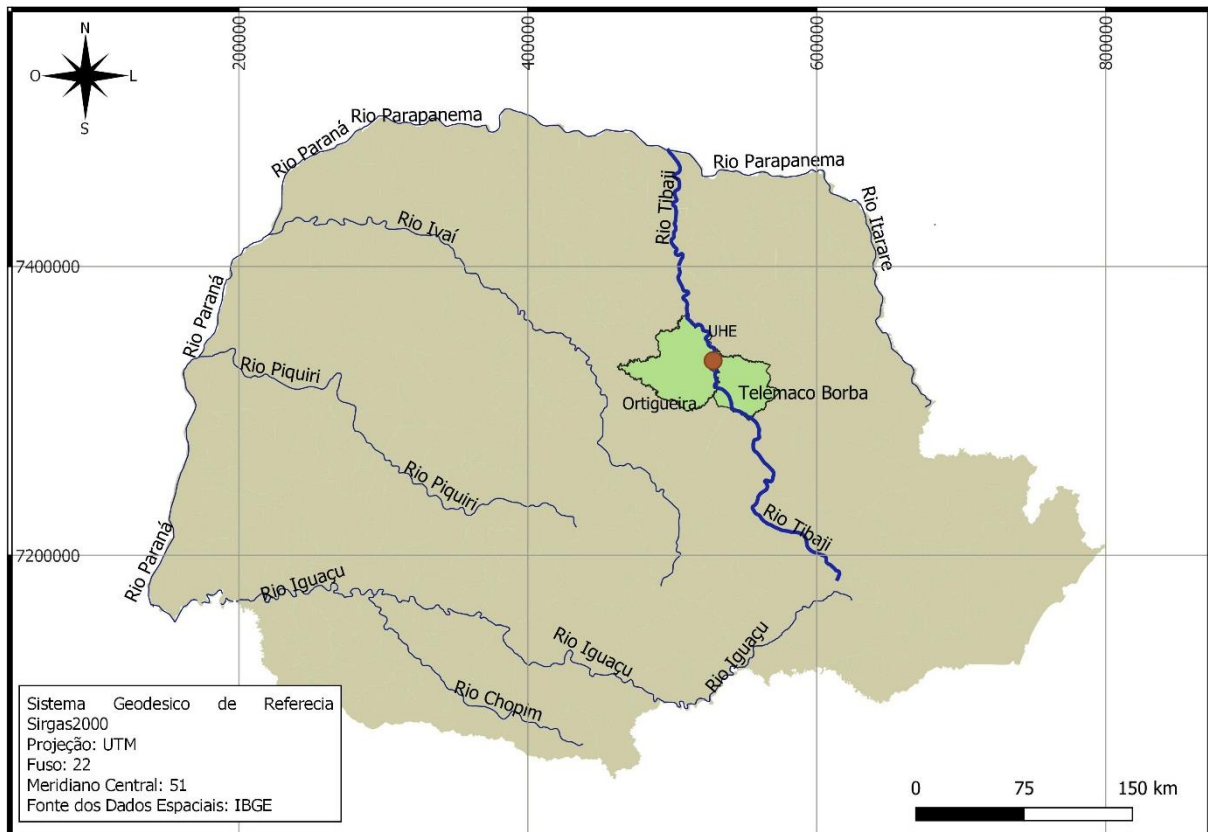 N
O
L
S
200000
400000
600000
800000
7400000
7200000
Rio Parapanema
Rio Paraná
Rio Parapanema
Rio Tibaji
Rio Itarare
Rio Ivaí
Rio Paraná
UHE
Rio Piquiri
Ortigueira
Telêmaco Borba
Rio Piquiri
Rio Tibaji
Rio Paraná
Rio Iguaçu
Rio Iguaçu
Rio Iguaçu
Rio Chopim
Sistema Geodesico de Referecia
Sirgas2000
Projeção: UTM
Fuso: 22
Meridiano Central: 51
Fonte dos Dados Espaciais: IBGE
0 75 150 km